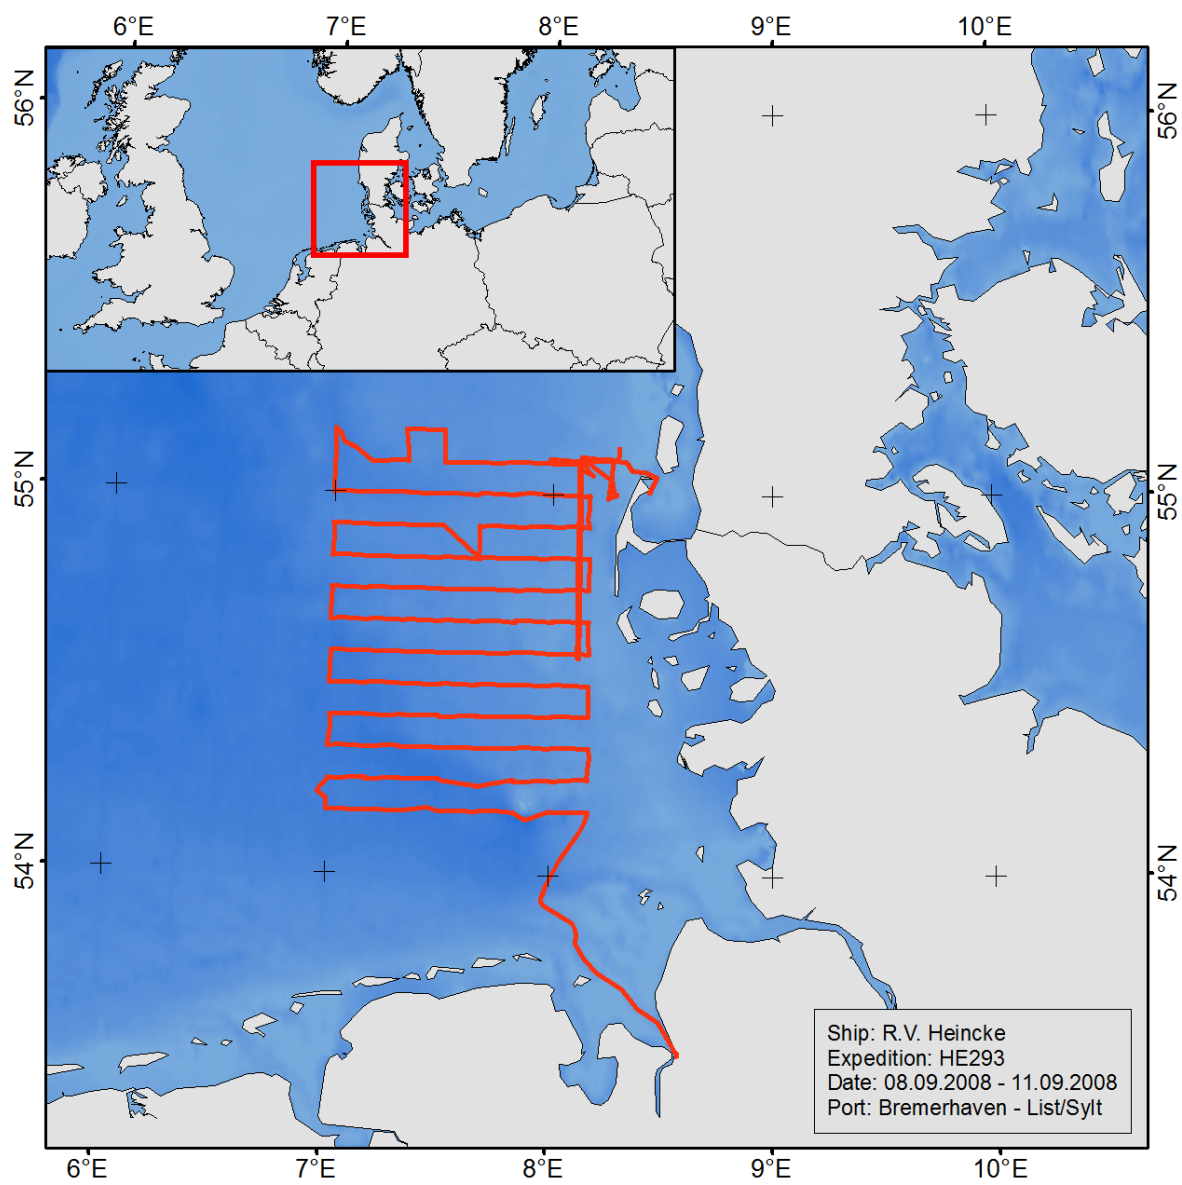 6°E 7°E 8°E 9°E 10°E
56°N 56°N
55°N 55°N
54°N 54°N
Ship: R.V. Heincke
Expedition: HE293
Date: 08.09.2008 - 11.09.2008
Port: Bremerhaven - List/Sylt
6°E 7°E 8°E 9°E 10°E